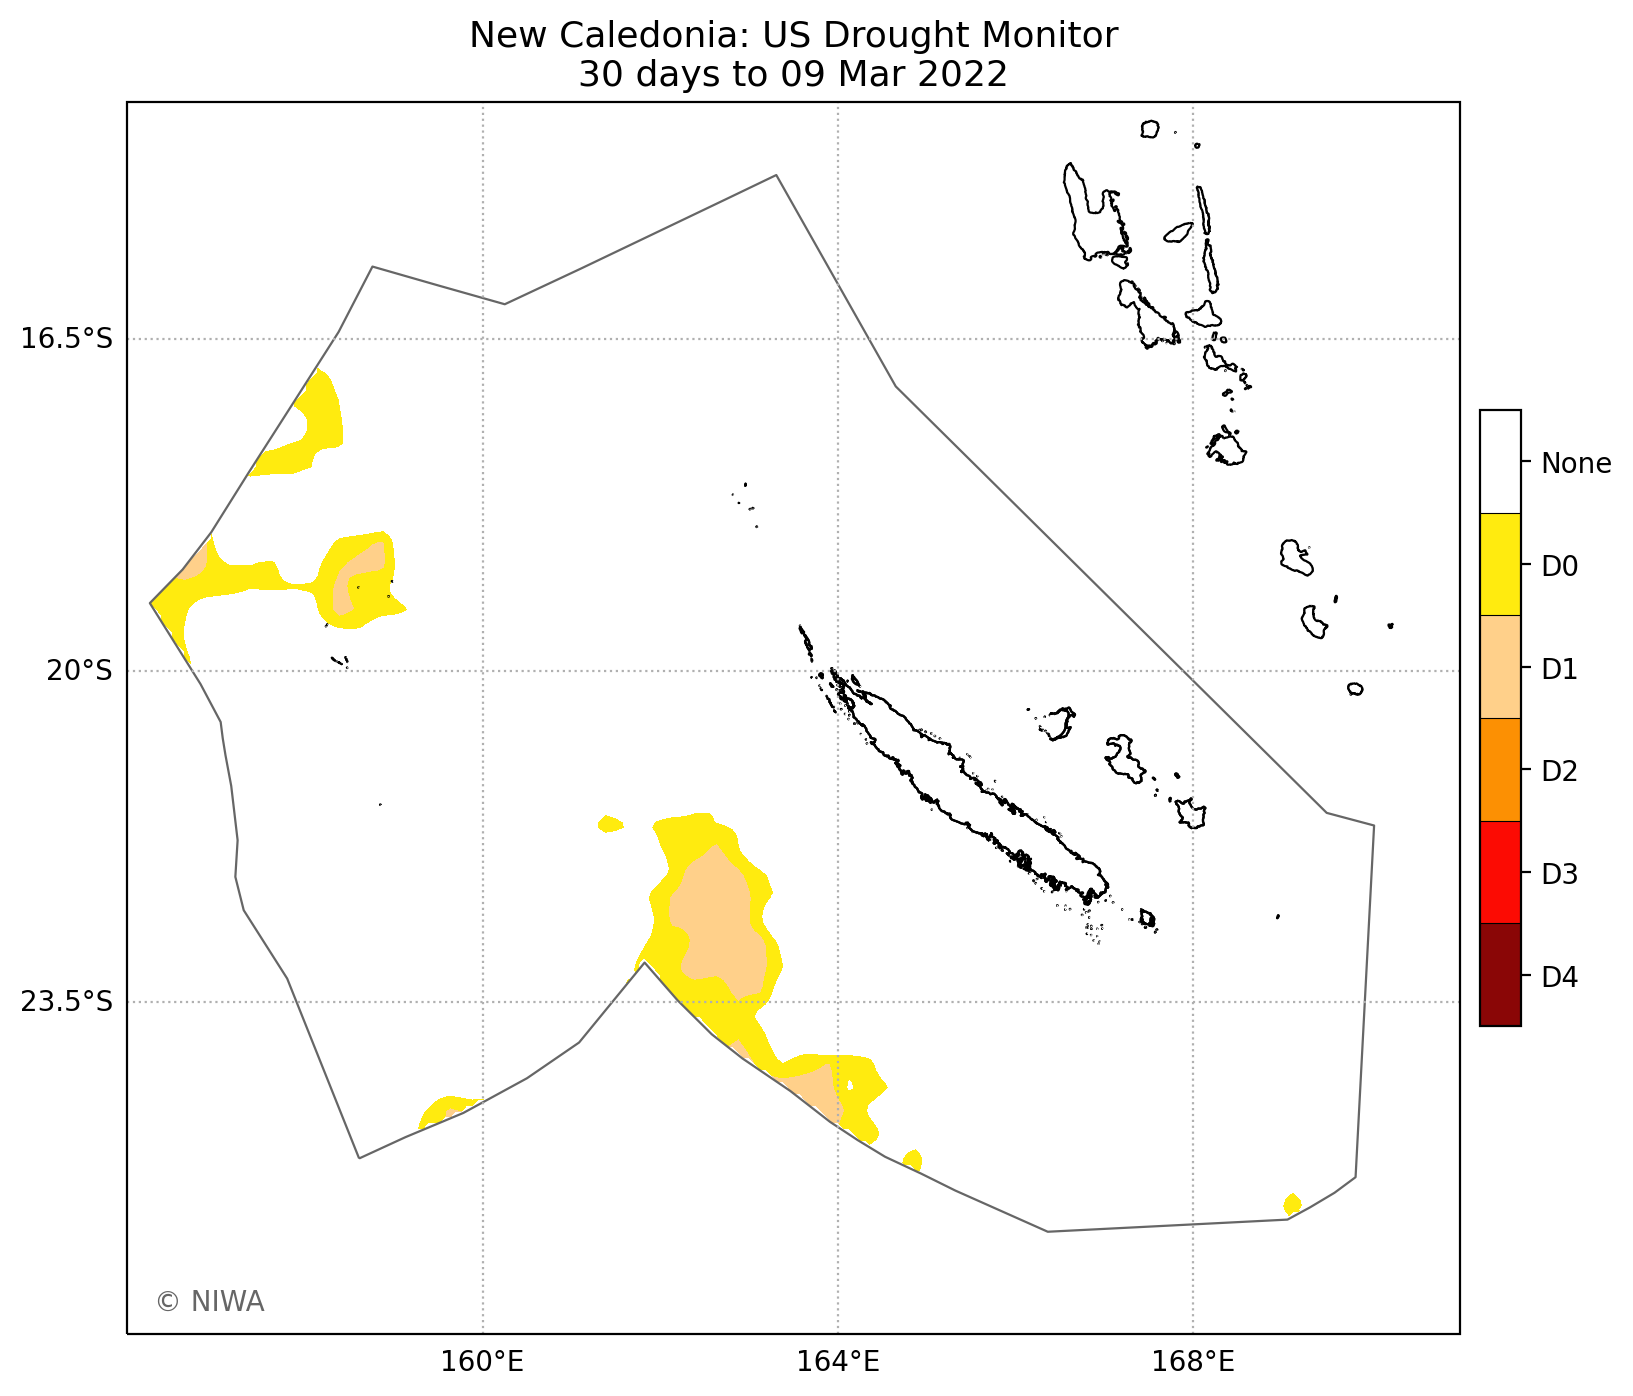 New Caledonia: US Drought Monitor
30 days to 09 Mar 2022
16.5°S
20°S
23.5°S
160°E
164°E
168°E
None
D0
D1
D2
D3
D4
© NIWA